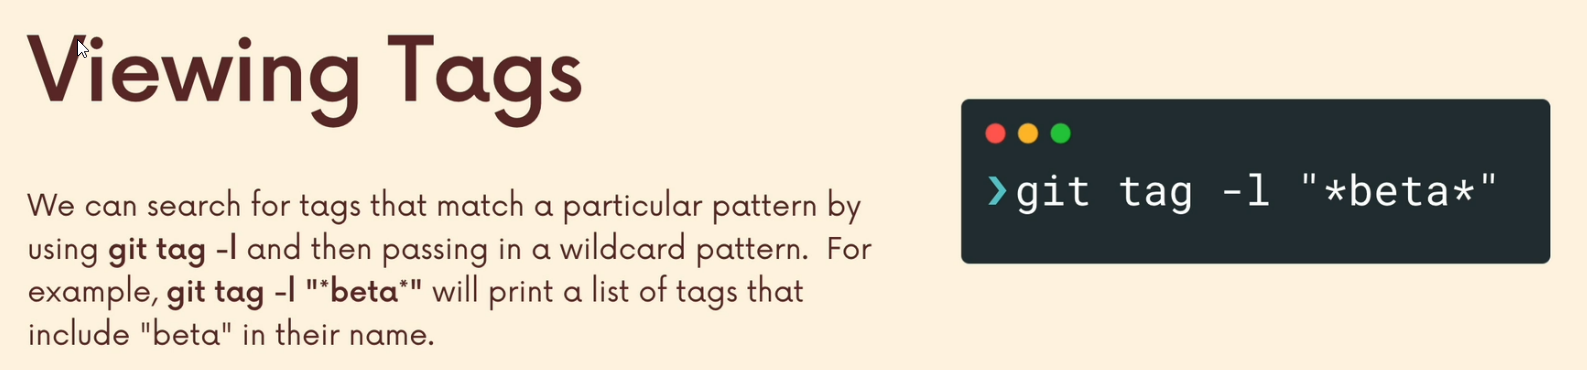 Viewing Tags
We can search for tags that match a particular pattern by
using git tag -l and then passing in a wildcard pattern.  For
example, git tag -l "*beta*" will print a list of tags that
include "beta" in their name.
❯git tag -l "*beta*"